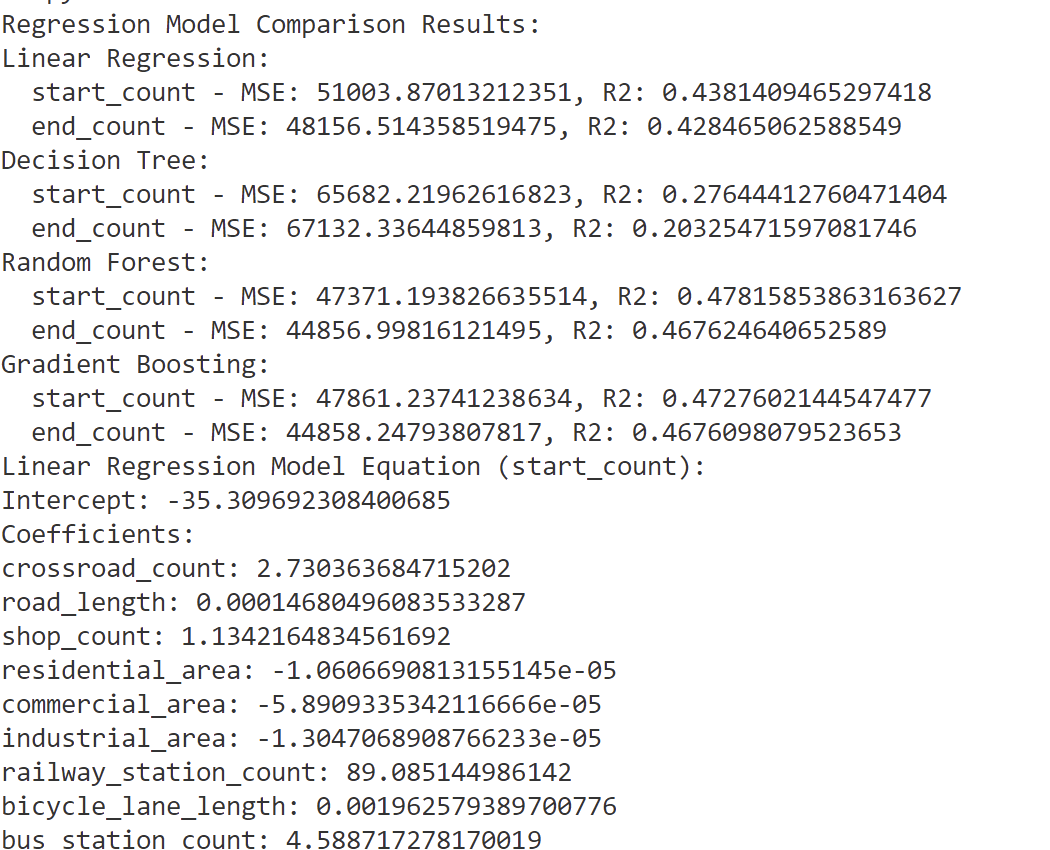 Regression Model Comparison Results:
Linear Regression:
  start_count - MSE: 51003.87013212351, R2: 0.4381409465297418
  end_count - MSE: 48156.514358519475, R2: 0.428465062588549
Decision Tree:
  start_count - MSE: 65682.21962616823, R2: 0.27644412760471404
  end_count - MSE: 67132.33644859813, R2: 0.20325471597081746
Random Forest:
  start_count - MSE: 47371.193826635514, R2: 0.47815853863163627
  end_count - MSE: 44856.99816121495, R2: 0.467624640652589
Gradient Boosting:
  start_count - MSE: 47861.23741238634, R2: 0.4727602144547477
  end_count - MSE: 44858.24793807817, R2: 0.4676098079523653
Linear Regression Model Equation (start_count):
Intercept: -35.309692308400685
Coefficients:
crossroad_count: 2.730363684715202
road_length: 0.00014680496083533287
shop_count: 1.1342164834561692
residential_area: -1.0606690813155145e-05
commercial_area: -5.8909335342116666e-05
industrial_area: -1.3047068908766233e-05
railway_station_count: 89.085144986142
bicycle_lane_length: 0.001962579389700776
bus_station_count: 4.588717278170019